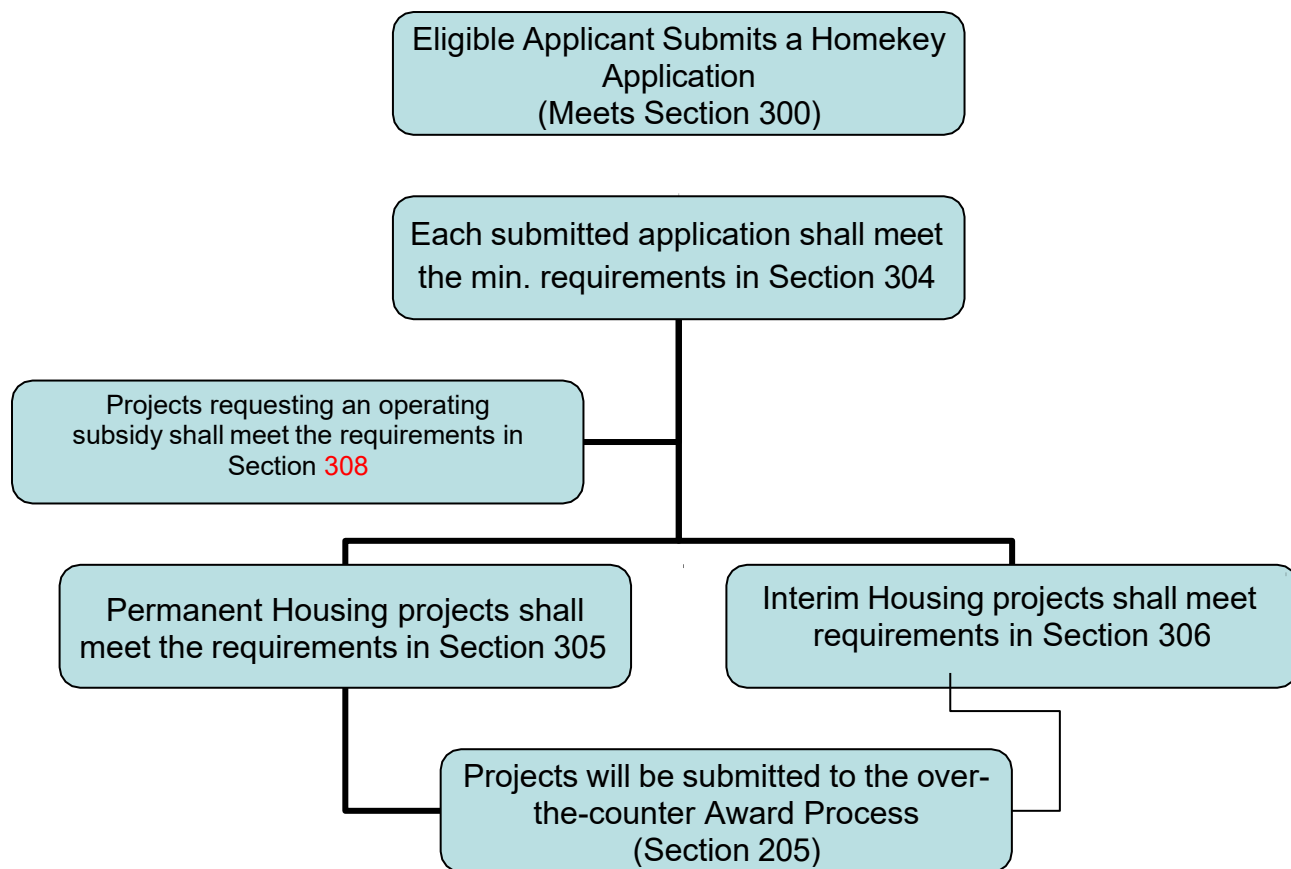 Eligible Applicant Submits a Homekey
Application
(Meets Section 300)
Each submitted application shall meet
the min. requirements in Section 304
Projects requesting an operating
subsidy shall meet the requirements in
Section 308
Permanent Housing projects shall
meet the requirements in Section 305
Interim Housing projects shall meet
requirements in Section 306
Projects will be submitted to the over-
the-counter Award Process
(Section 205)